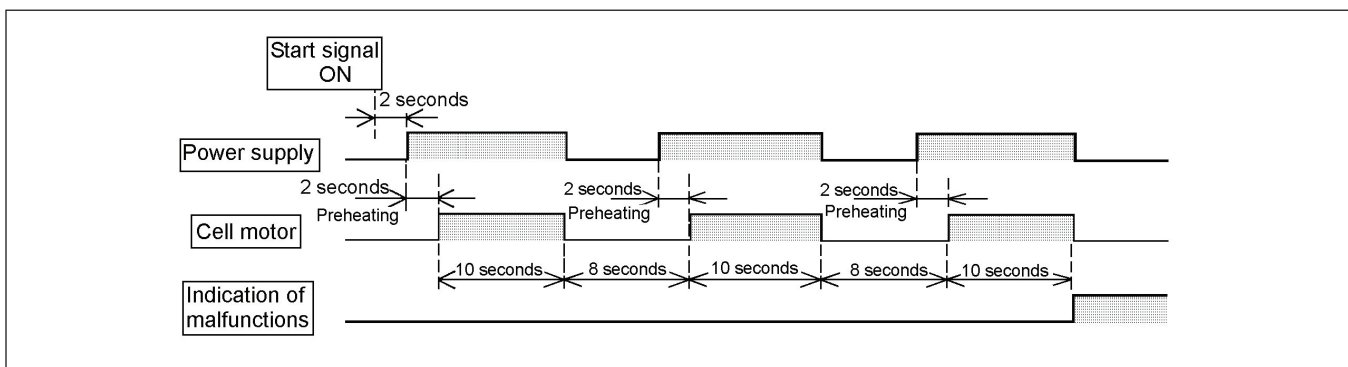 Start signal
ON
2 seconds
Power supply
2 seconds
Preheating
2 seconds
Preheating
2 seconds
Preheating
Cell motor
10 seconds
8 seconds
10 seconds
8 seconds
10 seconds
Indication of
malfunctions